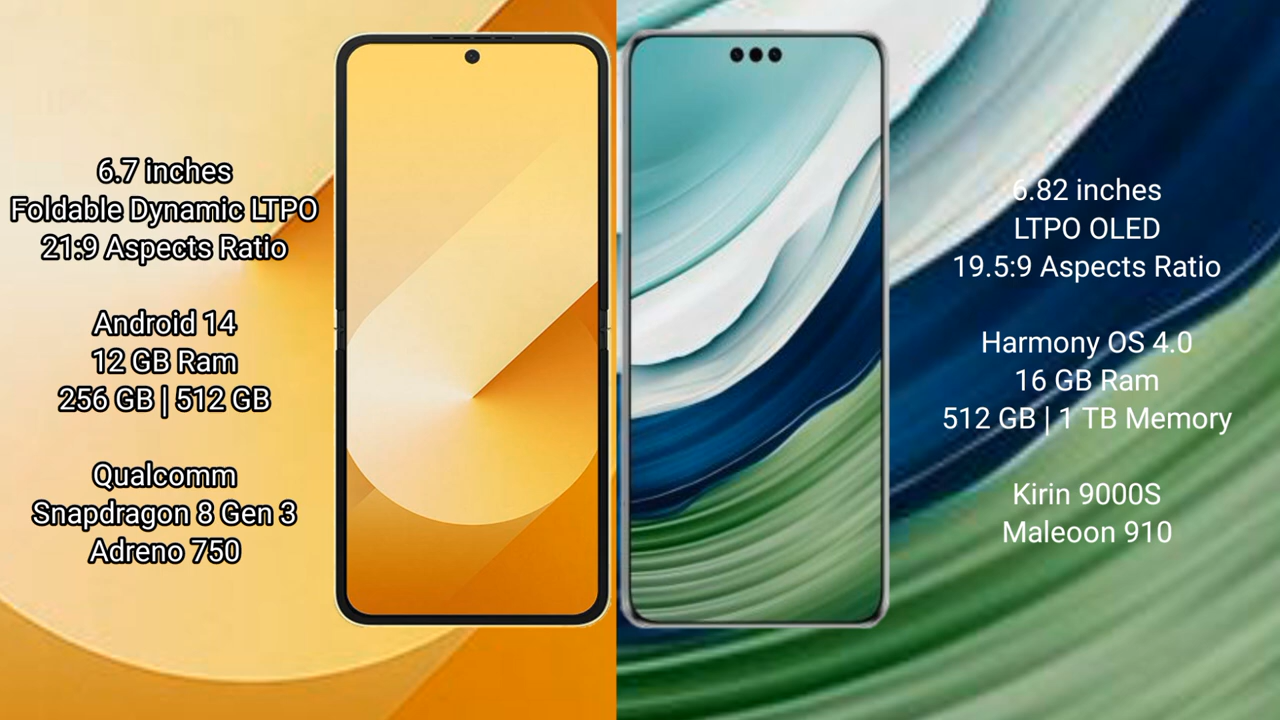 6.7 inches
Foldable Dynamic LTPO
21:9 Aspects Ratio
Android 14
12 GB Ram
256 GB | 512 GB
Qualcomm
Snapdragon 8 Gen 3
Adreno 750
6.82 inches
LTPO OLED
19.5:9 Aspects Ratio
Harmony OS 4.0
16 GB Ram
512 GB | 1 TB Memory
Kirin 9000S
Maleoon 910